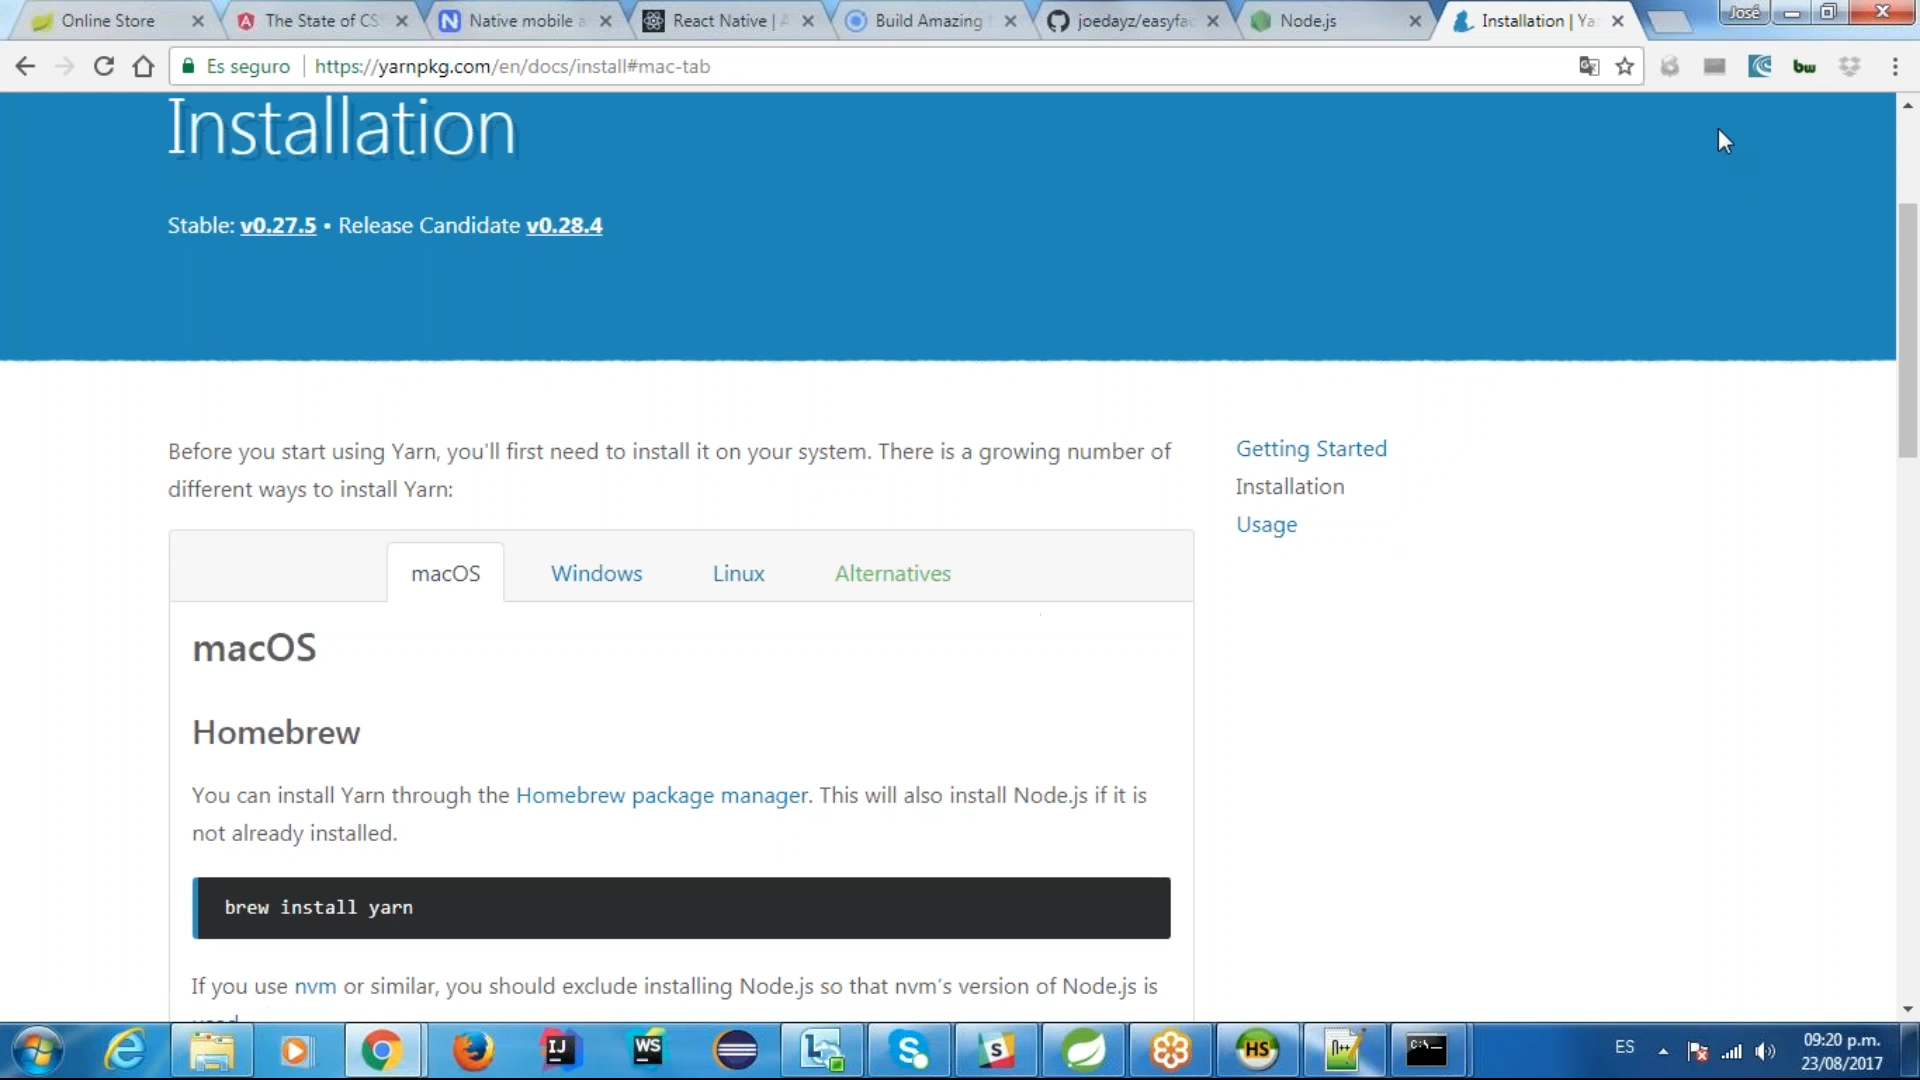 Online Store
The State of CS
Native mobile a
React Native | A
Build Amazing
joedayz/easyfac
Node.js
Installation | Ya
José
Es seguro
https://yarnpkg.com/en/docs/install#mac-tab
bw
Installation
Stable: v0.27.5 • Release Candidate v0.28.4
Before you start using Yarn, you'll first need to install it on your system. There is a growing number of
different ways to install Yarn:
Getting Started
Installation
Usage
macOS
Windows
Linux
Alternatives
macOS
Homebrew
You can install Yarn through the Homebrew package manager. This will also install Node.js if it is
not already installed.
brew install yarn
If you use nvm or similar, you should exclude installing Node.js so that nvm's version of Node.js is
used.
IJ
WS
S
S
HS
C:\
ES
09:20 p.m.
23/08/2017